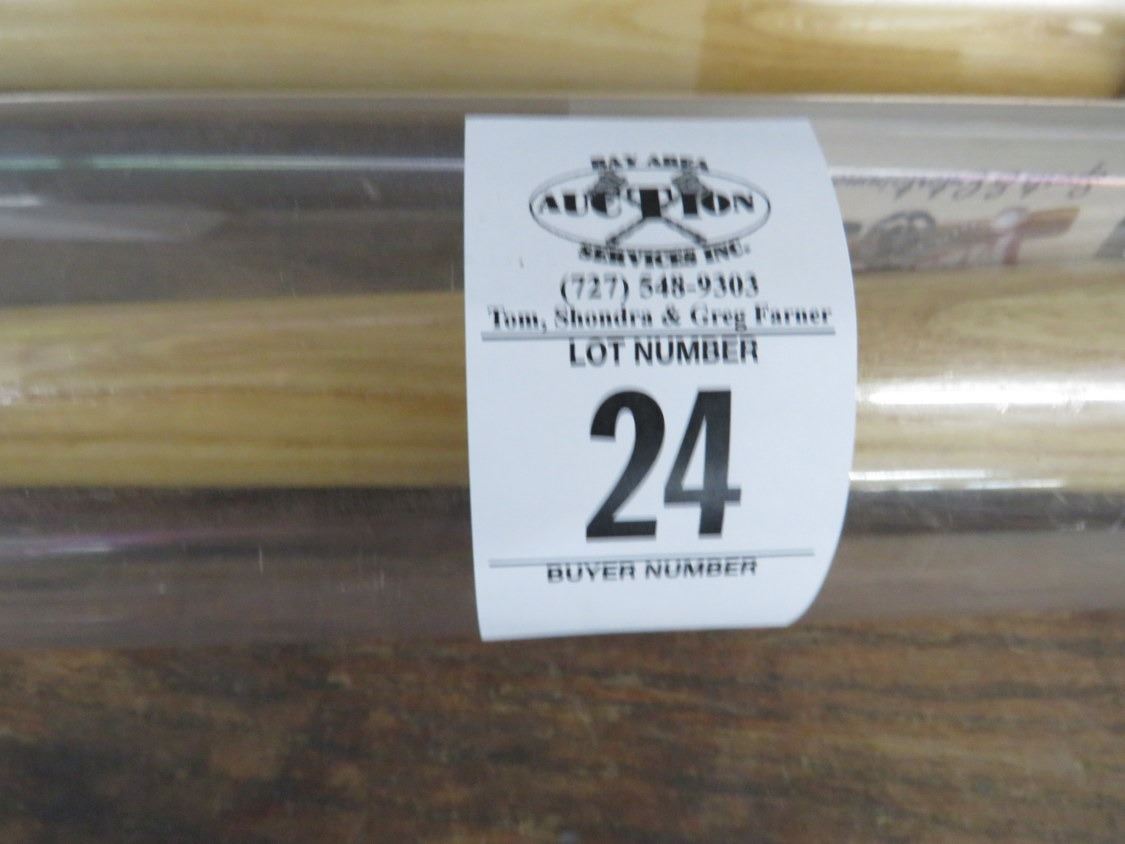 BAY AREA
AUCTION
SERVICES INC.
(727) 548-9303
Tom, Shondra & Greg Farner
LOT NUMBER
24
BUYER NUMBER